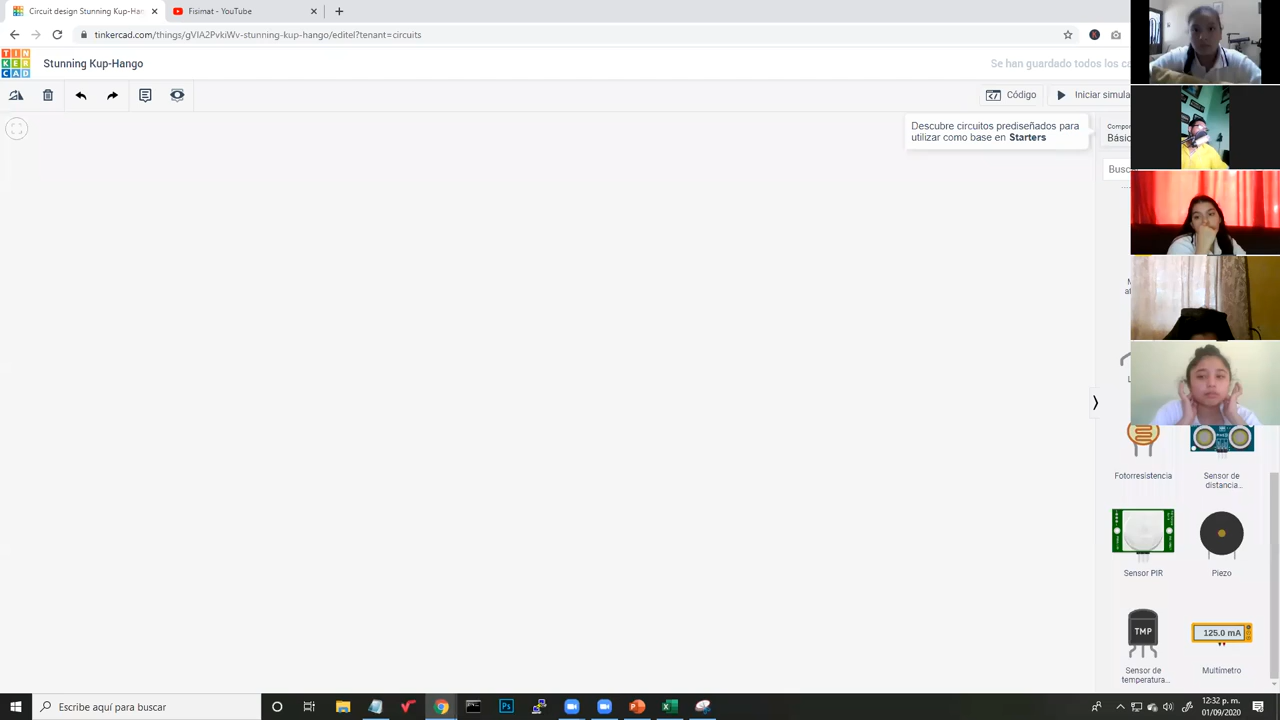 Circuit design Stunning Kup-Han
Fisimat - YouTube
tinkercad.com/things/gVIA2PvkiWv-stunning-kup-hango/editel?tenant=circuits
TIN
KER
CAD
Stunning Kup-Hango
Se han guardado todos los
Código
Iniciar simula
Descubre circuitos prediseñados para
utilizar como base en Starters
Compo
Básic
Busc
Fotorresistencia
Sensor de
distancia...
Sensor PIR
Piezo
TMP
125.0 mA
Sensor de
temperatura...
Multímetro
Escribe aquí para buscar
12:32 p. m.
01/09/2020